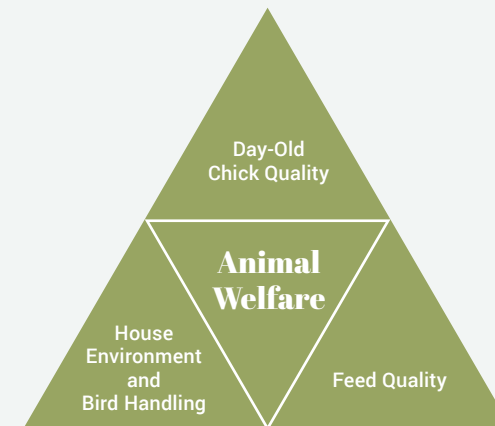 Day-Old
Chick Quality
Animal
Welfare
House
Environment
and
Bird Handling
Feed Quality